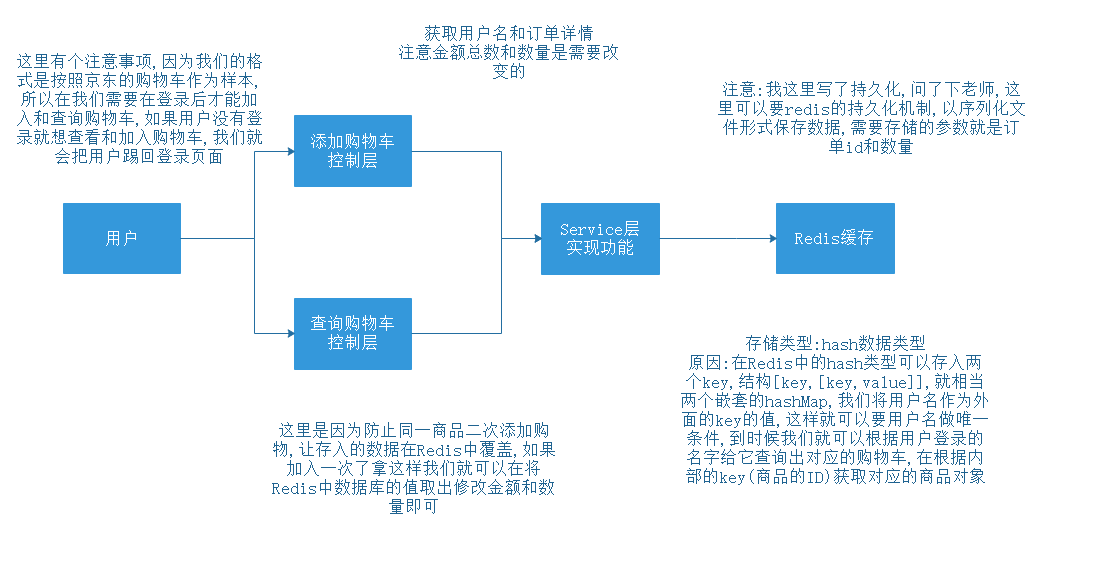 获取用户名和订单详情
注意金额总数和数量是需要改
变的
这里有个注意事项,因为我们的格
式是按照京东的购物车作为样本,
所以在我们需要在登录后才能加
入和查询购物车,如果用户没有登
录就想查看和加入购物车,我们就
会把用户踢回登录页面
注意:我这里写了持久化,问了下老师,这
里可以要redis的持久化机制,以序列化文
件形式保存数据,需要存储的参数就是订
单id和数量
添加购物车
控制层
用户
Service层
实现功能
Redis缓存
查询购物车
控制层
存储类型:hash数据类型
原因:在Redis中的hash类型可以存入两
个key,结构[key,[key,value]],就相当
两个嵌套的hashMap,我们将用户名作为外
面的key的值,这样就可以要用户名做唯一
条件,到时候我们就可以根据用户登录的
名字给它查询出对应的购物车,在根据内
部的key(商品的ID)获取对应的商品对象
这里是因为防止同一商品二次添加购
物,让存入的数据在Redis中覆盖,如果
加入一次了拿这样我们就可以在将
Redis中数据库的值取出修改金额和数
量即可